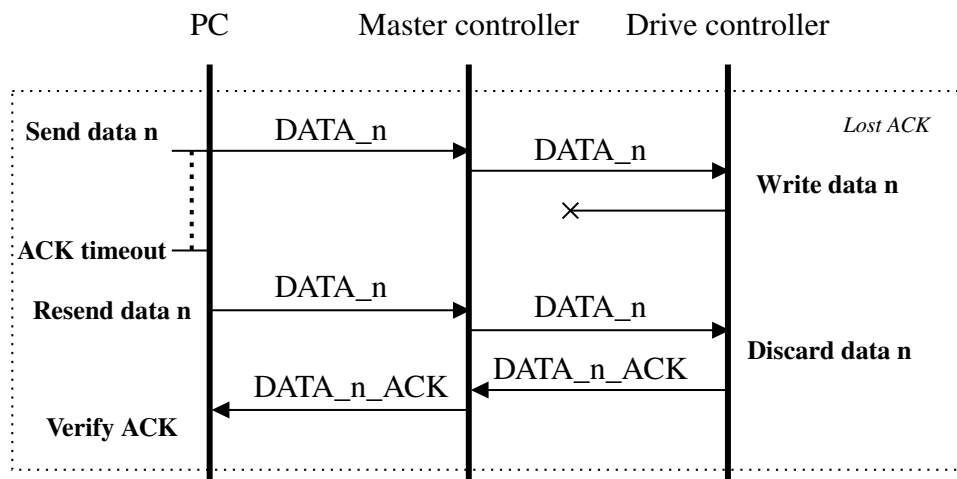 PC Master controller Drive controller
Lost ACK
Send data n
DATA_n
DATA_n
Write data n
ACK timeout
Resend data n
DATA_n
DATA_n
Discard data n
DATA_n_ACK
DATA_n_ACK
Verify ACK